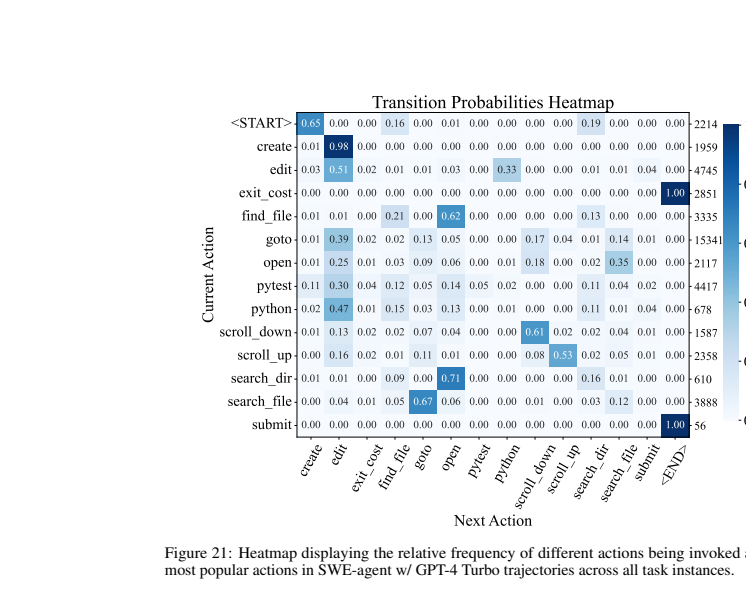 Transition Probabilities Heatmap
<START> 0.65 0.00 0.00 0.16 0.00 0.01 0.00 0.00 0.00 0.00 0.19 0.00 0.00 0.00 2214
create 0.01 0.98 0.00 0.00 0.00 0.00 0.00 0.00 0.00 0.00 0.00 0.00 0.00 0.00 1959
edit 0.03 0.51 0.02 0.01 0.01 0.03 0.00 0.33 0.00 0.00 0.01 0.01 0.04 0.00 4745
exit_cost 0.00 0.00 0.00 0.00 0.00 0.00 0.00 0.00 0.00 0.00 0.00 0.00 0.00 1.00 2851
find_file 0.01 0.01 0.00 0.21 0.00 0.62 0.00 0.00 0.00 0.00 0.13 0.00 0.00 0.00 3335
goto 0.01 0.39 0.02 0.02 0.13 0.05 0.00 0.00 0.17 0.04 0.01 0.14 0.01 0.00 15341
open 0.01 0.25 0.01 0.03 0.09 0.06 0.00 0.01 0.18 0.00 0.02 0.35 0.00 0.00 2117
pytest 0.11 0.30 0.04 0.12 0.05 0.14 0.05 0.02 0.00 0.00 0.11 0.04 0.02 0.00 4417
python 0.02 0.47 0.01 0.15 0.03 0.13 0.00 0.01 0.00 0.00 0.11 0.01 0.04 0.00 678
scroll_down 0.01 0.13 0.02 0.02 0.07 0.04 0.00 0.00 0.61 0.02 0.02 0.04 0.01 0.00 1587
scroll_up 0.00 0.16 0.02 0.01 0.11 0.01 0.00 0.00 0.08 0.53 0.02 0.05 0.01 0.00 2358
search_dir 0.01 0.01 0.00 0.09 0.00 0.71 0.00 0.00 0.00 0.00 0.16 0.01 0.00 0.00 610
search_file 0.00 0.04 0.01 0.05 0.67 0.06 0.00 0.00 0.01 0.00 0.03 0.12 0.00 0.00 3888
submit 0.00 0.00 0.00 0.00 0.00 0.00 0.00 0.00 0.00 0.00 0.00 0.00 0.00 1.00 56
Current Action
create edit exit_cost find_file goto open pytest python scroll_down scroll_up search_dir search_file submit <END>
Next Action
Figure 21: Heatmap displaying the relative frequency of different actions being invoked
most popular actions in SWE-agent w/ GPT-4 Turbo trajectories across all task instances.